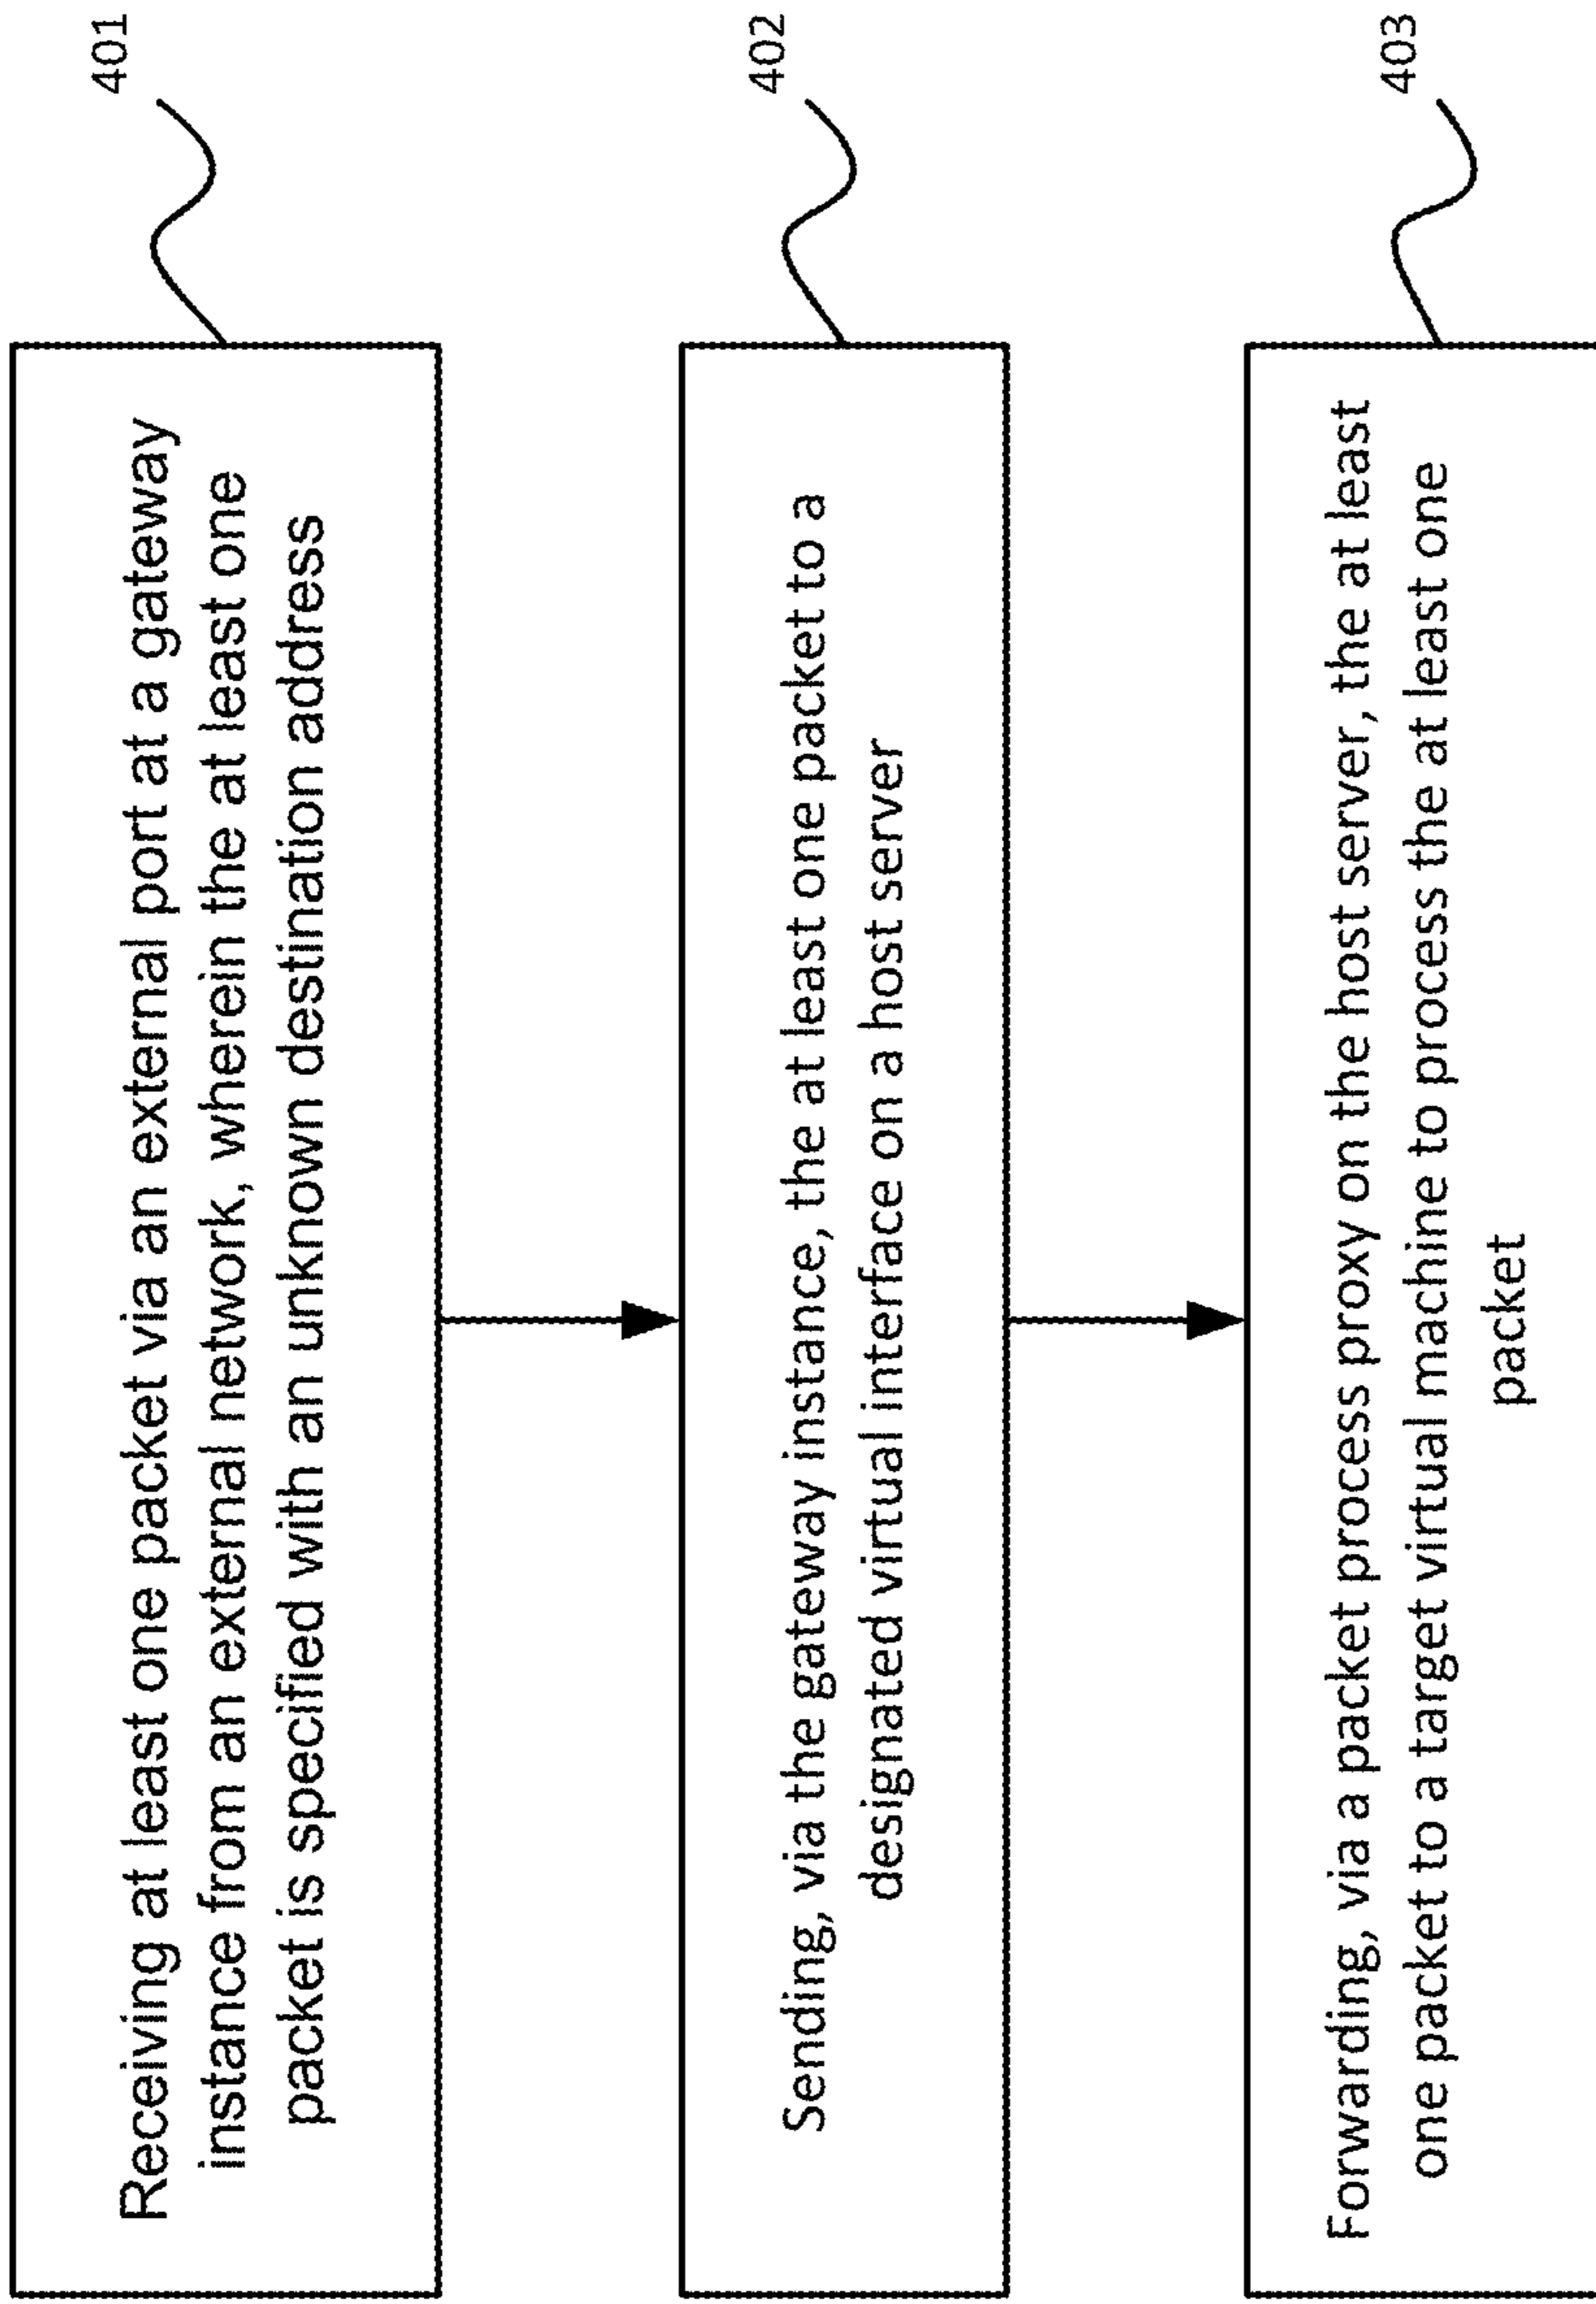 Receiving at least one packet via an external port at a gateway
instance from an external network, wherein the at least one
packet is specified with an unknown destination address
401
Sending, via the gateway instance, the at least one packet to a
designated virtual interface on a host server
402
Forwarding, via a packet process proxy on the host server, the at least
one packet to a target virtual machine to process the at least one
packet
403